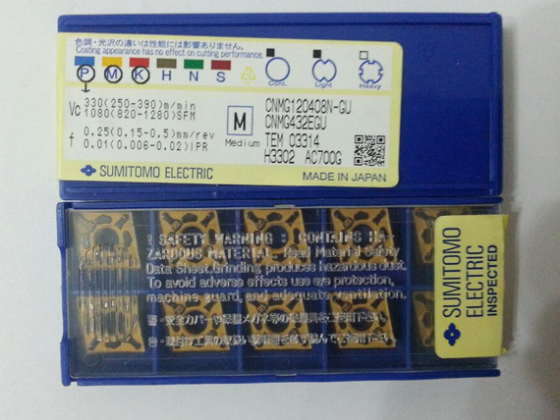 色調・光沢の違いは性能には影響ありません。
Coating appearance has no effect on cutting performance.
P M K H N S
Cont. Light Heavy
Vc 330(250-390)m/min
1080(820-1280)SFM
f 0.25(0.15-0.5)mm/rev
0.01(0.006-0.02)IPR
M
Medium
CNMG120408N-GU
CNMG432EGU
TEM 03314
H3302 AC700G
SUMITOMO ELECTRIC
MADE IN JAPAN
! SAFETY WARNING : CONTAINS HA-
ZARDOUS MATERIAL. Read Material Safety
Data Sheet.Grinding produces hazardous dust.
To avoid adverse effects use eye protection,
machine guard, and adequate ventilation.
SUMITOMO
ELECTRIC
INSPECTED